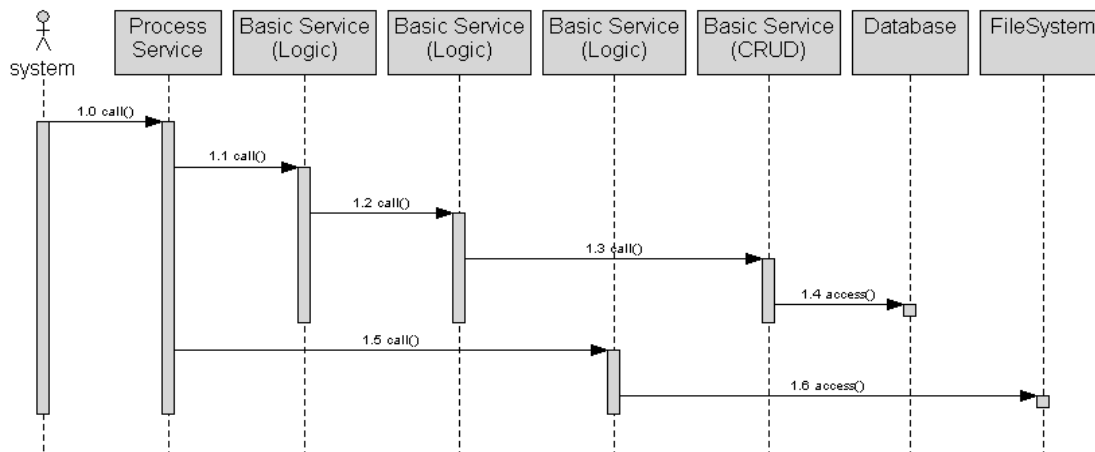 system
Process
Service
Basic Service
(Logic)
Basic Service
(Logic)
Basic Service
(Logic)
Basic Service
(CRUD)
Database
FileSystem
1.0 call()
1.1 call()
1.2 call()
1.3 call()
1.4 access()
1.5 call()
1.6 access()